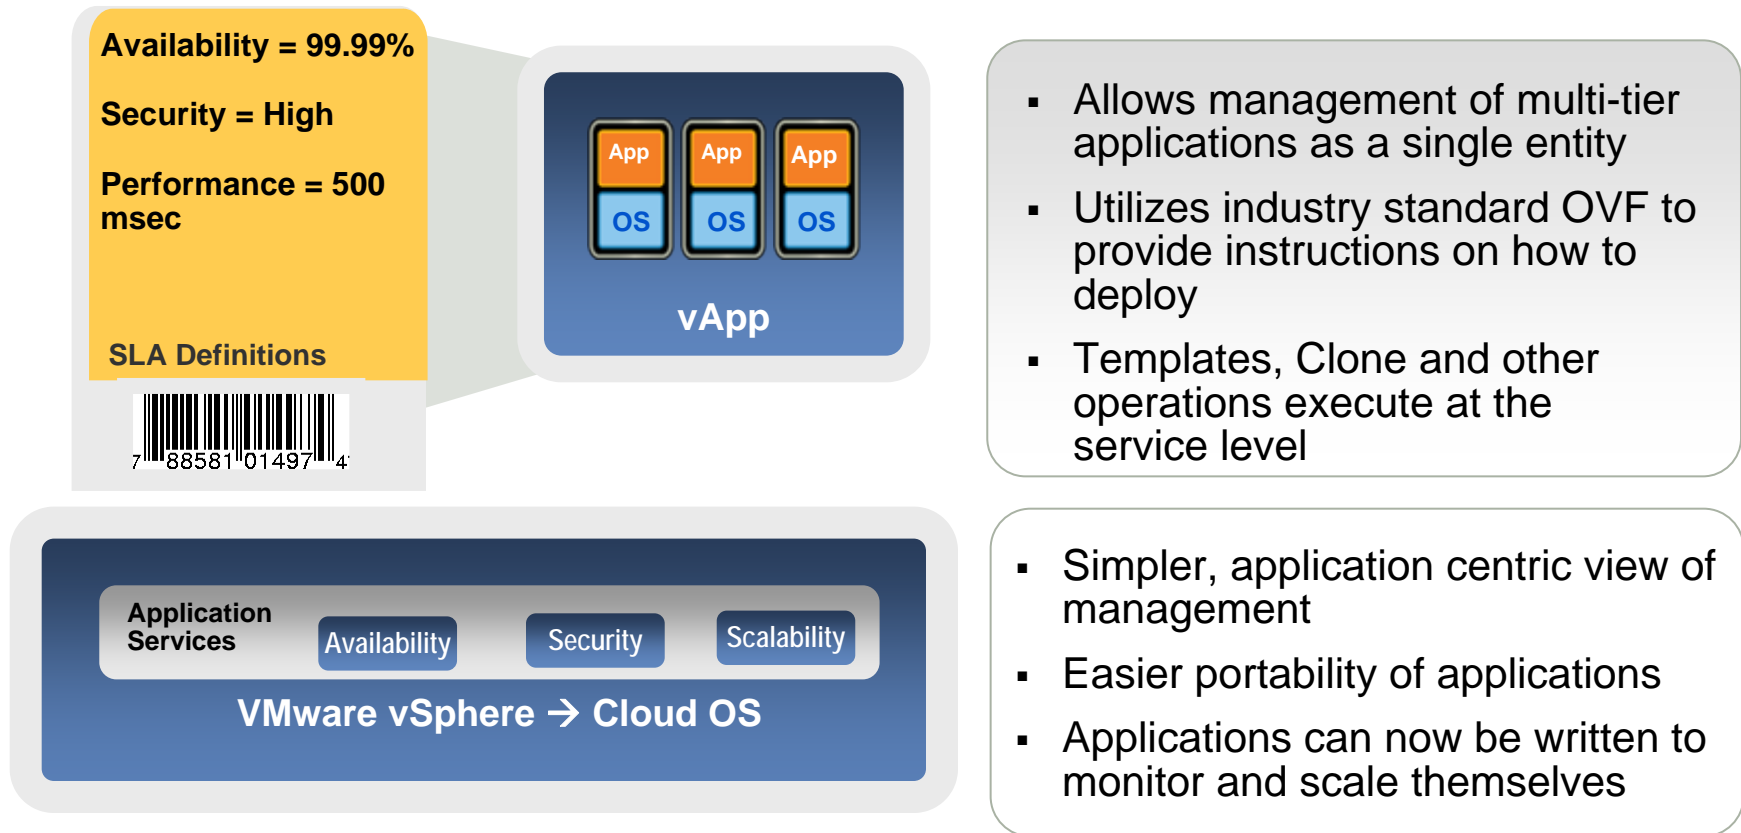 Availability = 99.99%
Security = High
Performance = 500
msec
SLA Definitions
7 88581 01497 4
App
App
App
OS
OS
OS
vApp
▪ Allows management of multi-tier
applications as a single entity
▪ Utilizes industry standard OVF to
provide instructions on how to
deploy
▪ Templates, Clone and other
operations execute at the
service level
Application
Services
Availability
Security
Scalability
VMware vSphere → Cloud OS
▪ Simpler, application centric view of
management
▪ Easier portability of applications
▪ Applications can now be written to
monitor and scale themselves